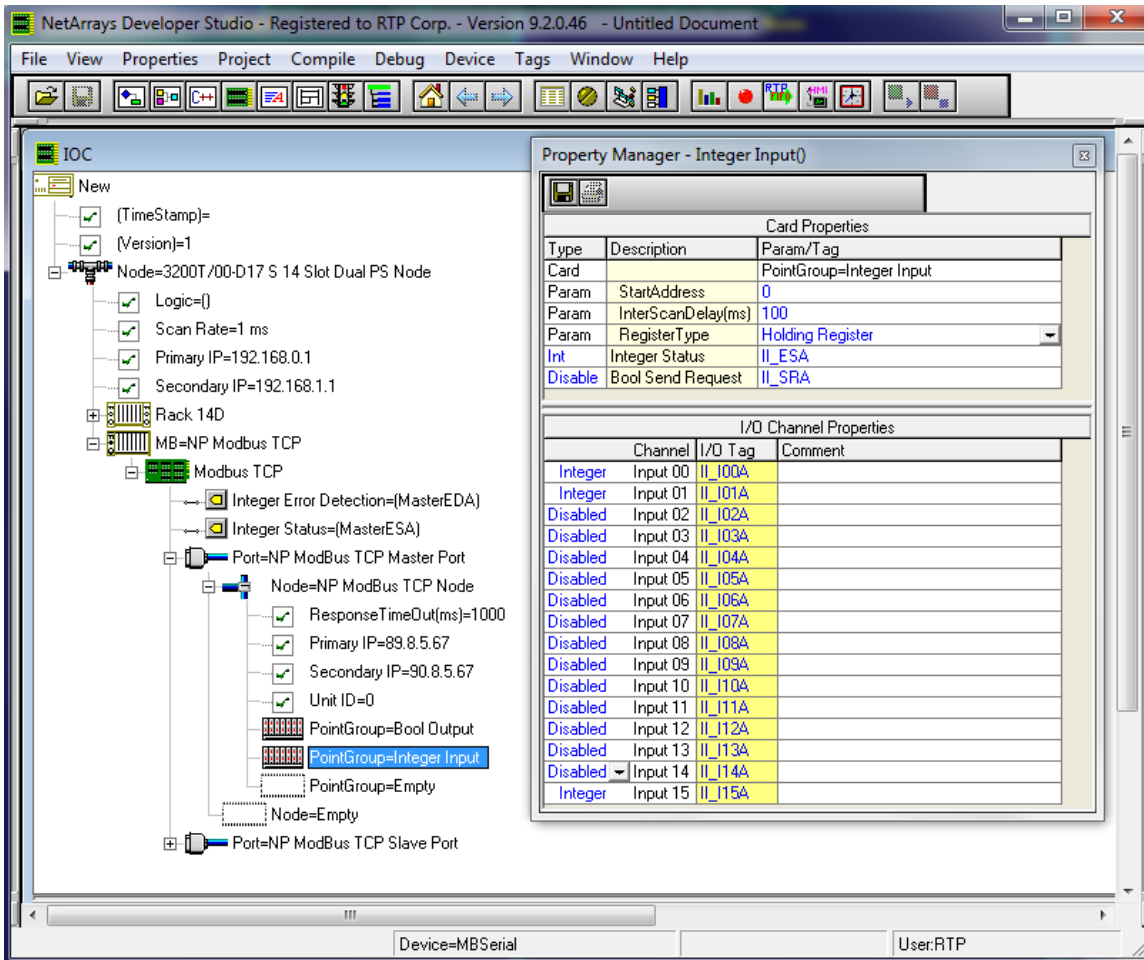 NetArrays Developer Studio - Registered to RTP Corp. - Version 9.2.0.46 - Untitled Document
File View Properties Project Compile Debug Device Tags Window Help
IOC
New
(TimeStamp)=
(Version)=1
Node=3200T/00-D17 S 14 Slot Dual PS Node
Logic=()
Scan Rate=1 ms
Primary IP=192.168.0.1
Secondary IP=192.168.1.1
Rack 14D
MB=NP Modbus TCP
Modbus TCP
Integer Error Detection=(MasterEDA)
Integer Status=(MasterESA)
Port=NP ModBus TCP Master Port
Node=NP ModBus TCP Node
ResponseTimeOut(ms)=1000
Primary IP=89.8.5.67
Secondary IP=90.8.5.67
Unit ID=0
PointGroup=Bool Output
PointGroup=Integer Input
PointGroup=Empty
Node=Empty
Port=NP ModBus TCP Slave Port
Property Manager - Integer Input()
Card Properties
Type Description Param/Tag
Card PointGroup=Integer Input
Param StartAddress 0
Param InterScanDelay(ms) 100
Param RegisterType Holding Register
Int Integer Status II_ESA
Disable Bool Send Request II_SRA
I/O Channel Properties
Channel I/O Tag Comment
Integer Input 00 II_I00A
Integer Input 01 II_I01A
Disabled Input 02 II_I02A
Disabled Input 03 II_I03A
Disabled Input 04 II_I04A
Disabled Input 05 II_I05A
Disabled Input 06 II_I06A
Disabled Input 07 II_I07A
Disabled Input 08 II_I08A
Disabled Input 09 II_I09A
Disabled Input 10 II_I10A
Disabled Input 11 II_I11A
Disabled Input 12 II_I12A
Disabled Input 13 II_I13A
Disabled Input 14 II_I14A
Integer Input 15 II_I15A
Device=MBSerial
User:RTP